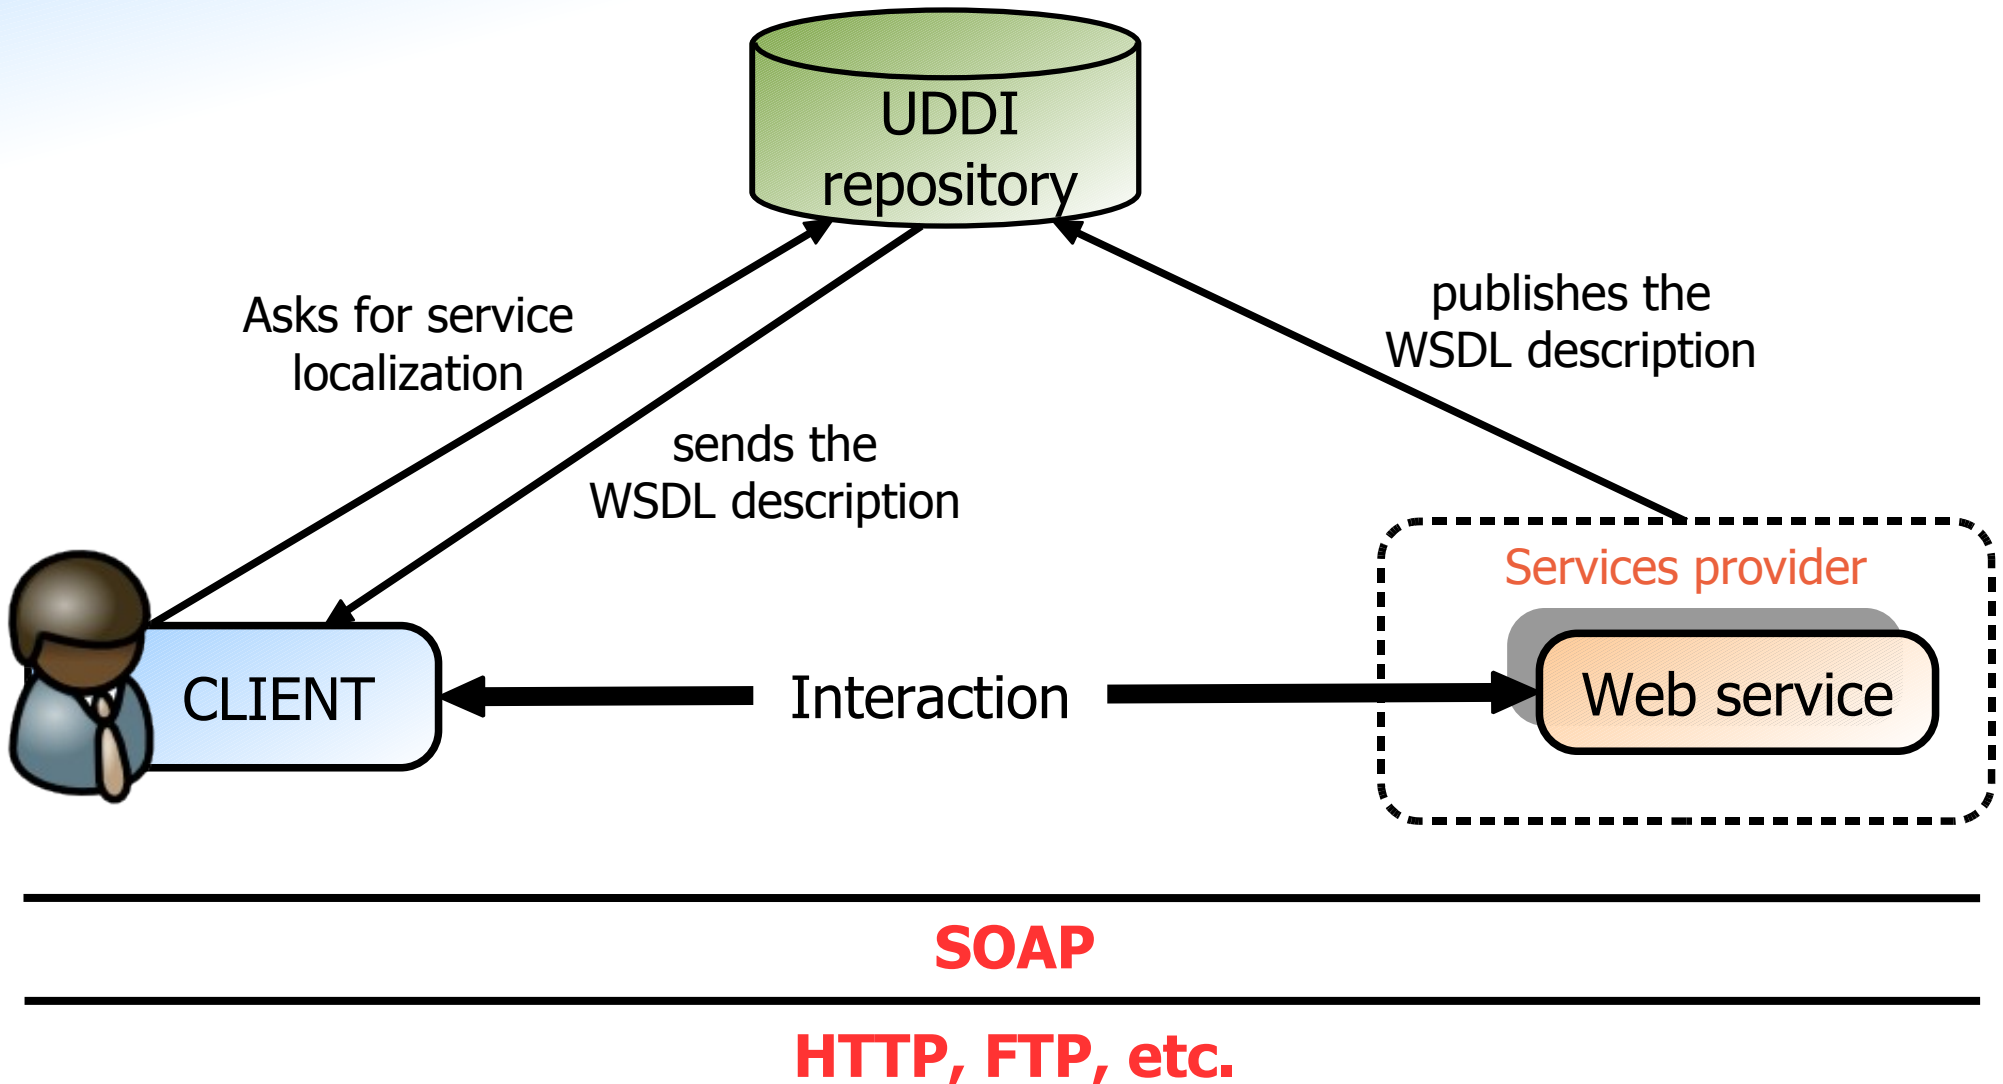 UDDI
repository
Asks for service
localization
publishes the
WSDL description
sends the
WSDL description
Services provider
CLIENT
Interaction
Web service
SOAP
HTTP, FTP, etc.